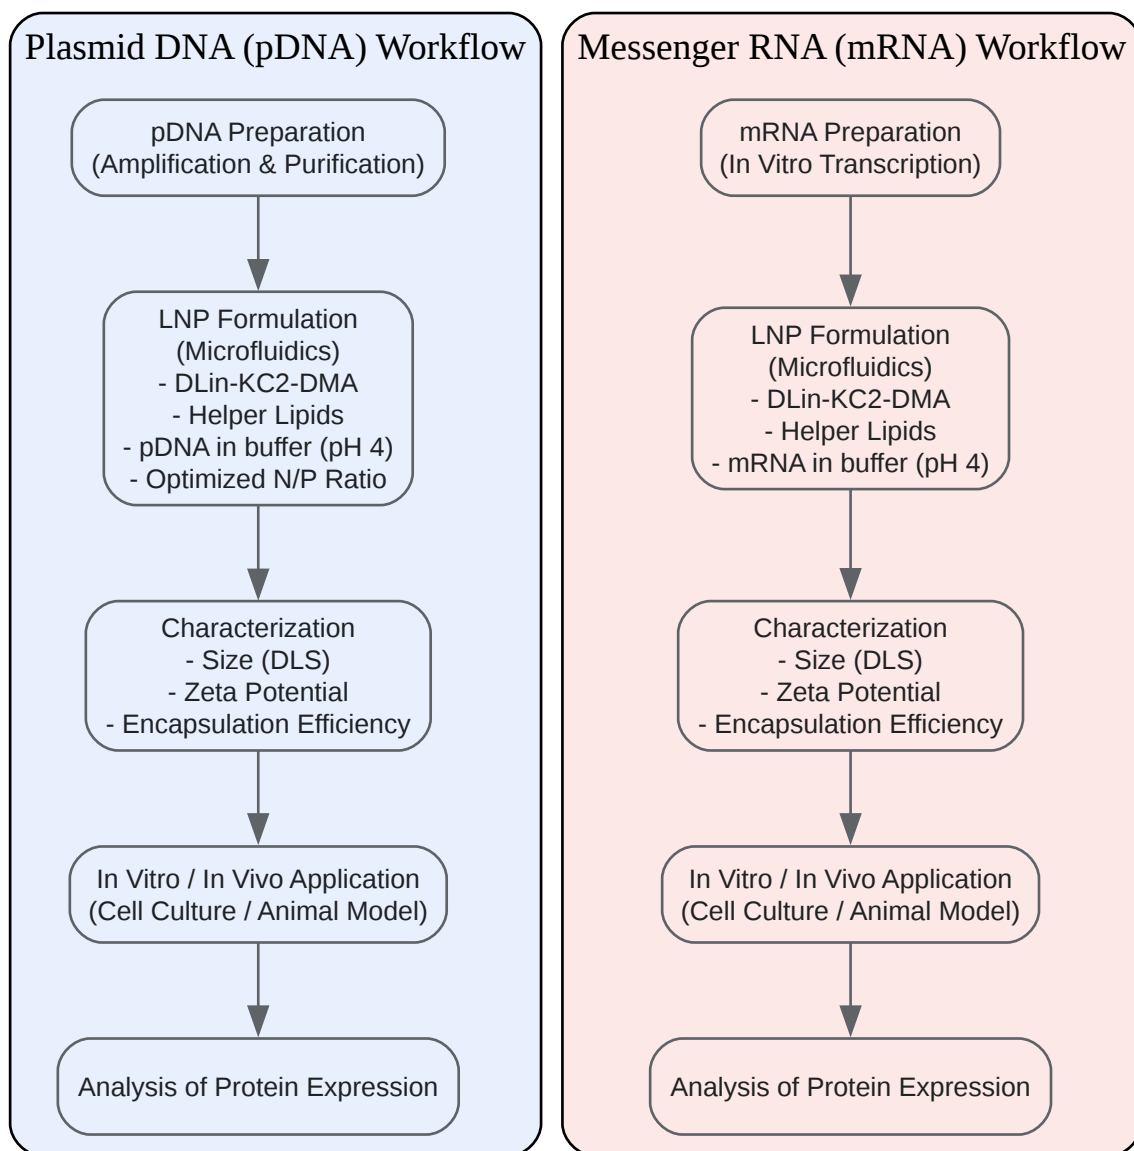 Plasmid DNA (pDNA) Workflow
pDNA Preparation
(Amplification & Purification)
LNP Formulation
(Microfluidics)
- DLin-KC2-DMA
- Helper Lipids
- pDNA in buffer (pH 4)
- Optimized N/P Ratio
Characterization
- Size (DLS)
- Zeta Potential
- Encapsulation Efficiency
In Vitro / In Vivo Application
(Cell Culture / Animal Model)
Analysis of Protein Expression
Messenger RNA (mRNA) Workflow
mRNA Preparation
(In Vitro Transcription)
LNP Formulation
(Microfluidics)
- DLin-KC2-DMA
- Helper Lipids
- mRNA in buffer (pH 4)
Characterization
- Size (DLS)
- Zeta Potential
- Encapsulation Efficiency
In Vitro / In Vivo Application
(Cell Culture / Animal Model)
Analysis of Protein Expression